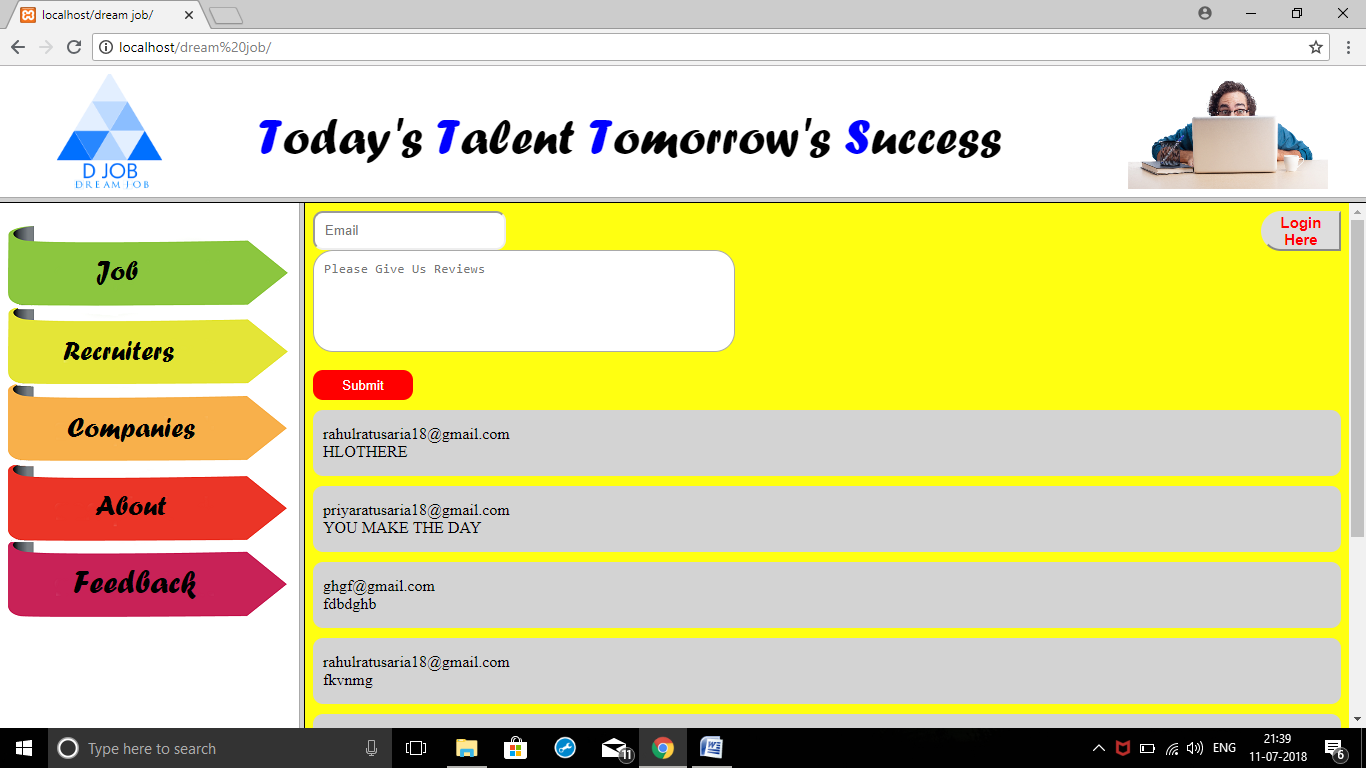 localhost/dream job/
localhost/dream%20job/
D JOB
DREAM JOB
Today's Talent Tomorrow's Success
Job
Recruiters
Companies
About
Feedback
Email
Login
Here
Please Give Us Reviews
Submit
rahulratusaria18@gmail.com
HLOTHERE
priyaratusaria18@gmail.com
YOU MAKE THE DAY
ghgf@gmail.com
fdbdghb
rahulratusaria18@gmail.com
fkvnmg
Type here to search
11
W
ENG
21:39
11-07-2018
6